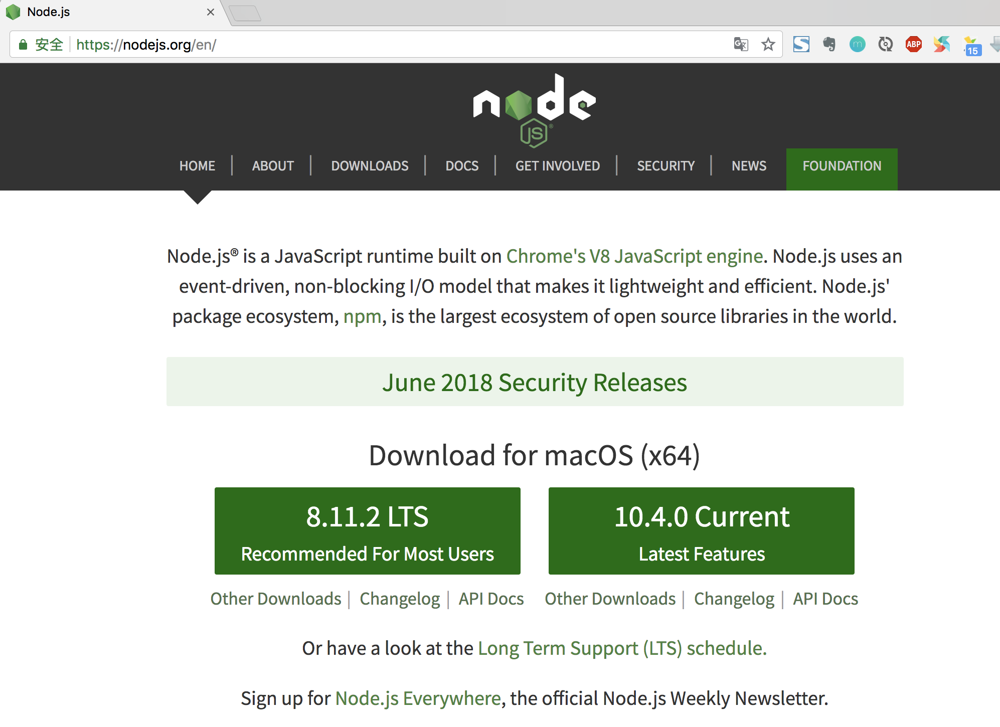 Node.js
安全 https://nodejs.org/en/
ABP
15
node
JS®
HOME | ABOUT | DOWNLOADS | DOCS | GET INVOLVED | SECURITY | NEWS FOUNDATION
Node.js® is a JavaScript runtime built on Chrome's V8 JavaScript engine. Node.js uses an
event-driven, non-blocking I/O model that makes it lightweight and efficient. Node.js'
package ecosystem, npm, is the largest ecosystem of open source libraries in the world.
June 2018 Security Releases
Download for macOS (x64)
8.11.2 LTS
Recommended For Most Users
10.4.0 Current
Latest Features
Other Downloads | Changelog | API Docs
Other Downloads | Changelog | API Docs
Or have a look at the Long Term Support (LTS) schedule.
Sign up for Node.js Everywhere, the official Node.js Weekly Newsletter.